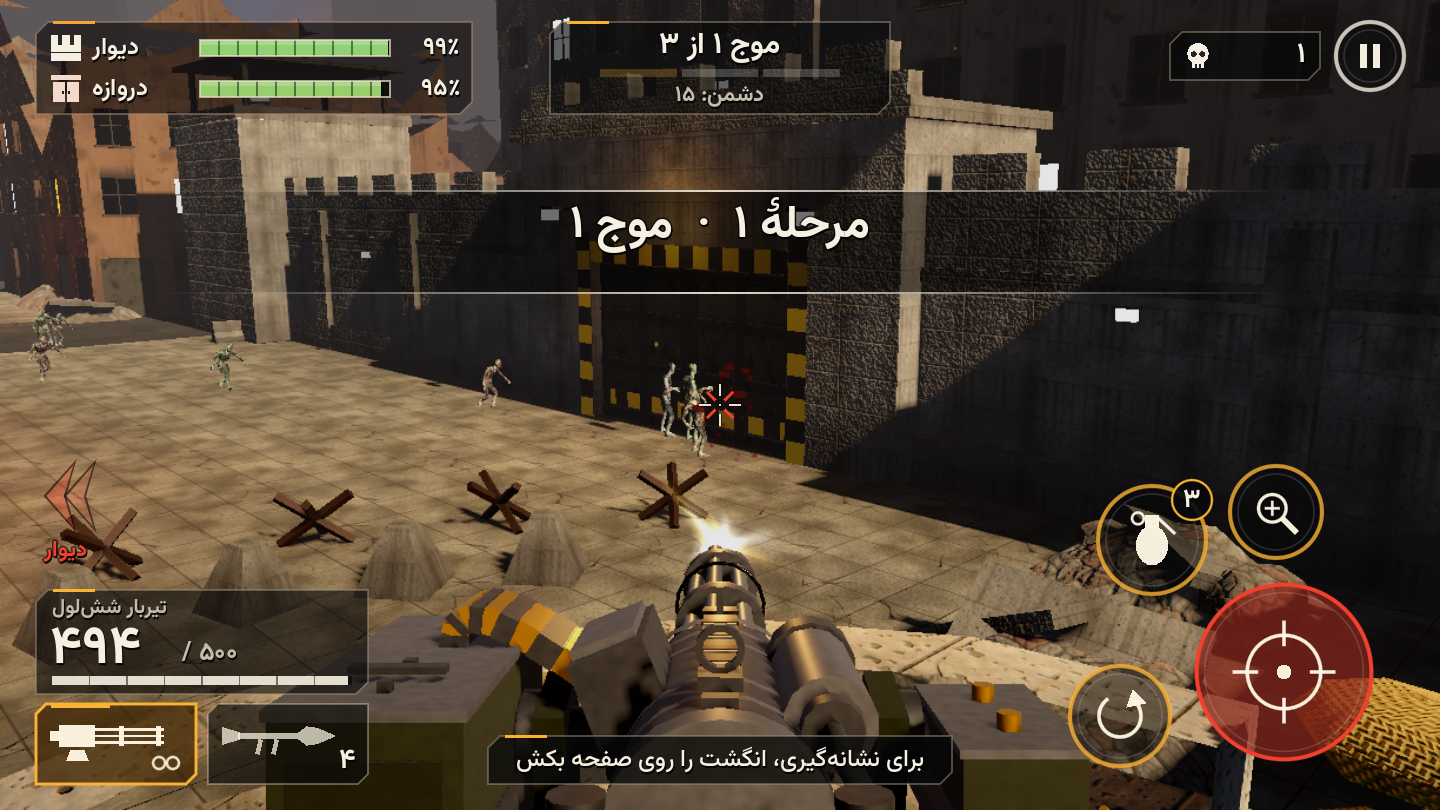 دیوار ۹۹٪
دروازه ۹۵٪
موج ۱ از ۳
دشمن: ۱۵
۱
مرحلهٔ ۱ · موج ۱
۳
دیوار
تیربار شش‌لول
۴۹۴ / ۵۰۰
∞
۴
برای نشانه‌گیری، انگشت را روی صفحه بکش